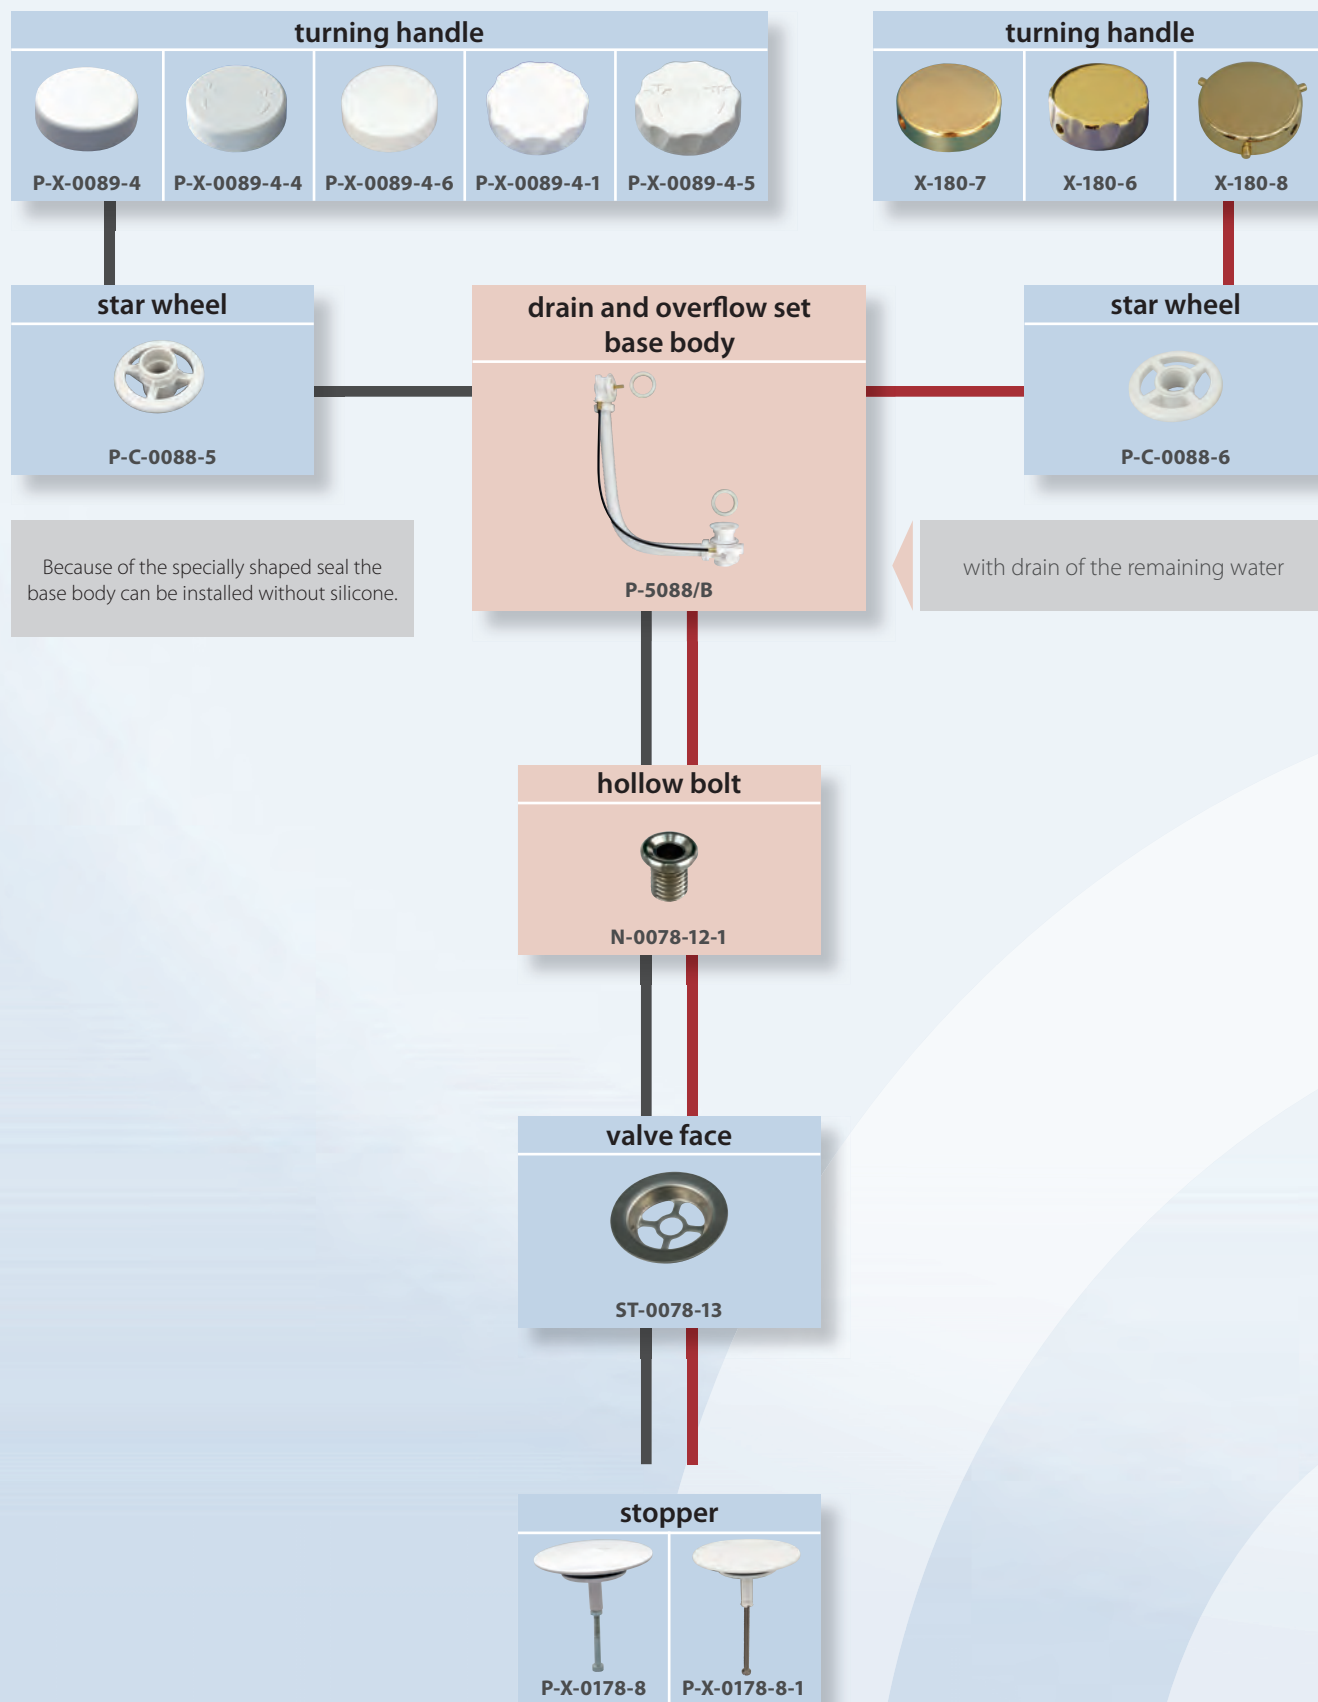 turning handle
P-X-0089-4
P-X-0089-4-4
P-X-0089-4-6
P-X-0089-4-1
P-X-0089-4-5
turning handle
X-180-7
X-180-6
X-180-8
star wheel
P-C-0088-5
drain and overflow set
base body
P-5088/B
star wheel
P-C-0088-6
Because of the specially shaped seal the
base body can be installed without silicone.
with drain of the remaining water
hollow bolt
N-0078-12-1
valve face
ST-0078-13
stopper
P-X-0178-8
P-X-0178-8-1